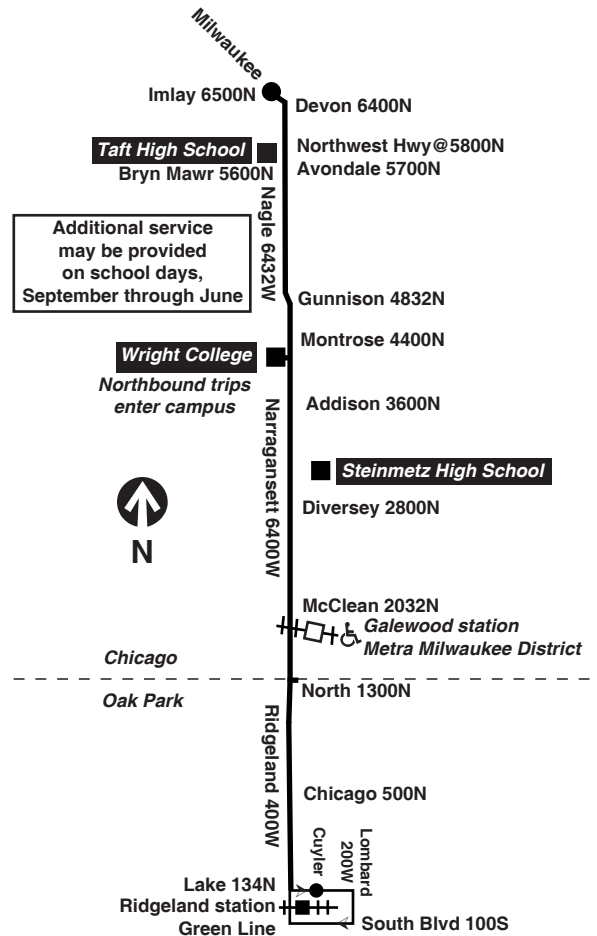 Milwaukee
Imlay 6500N
Devon 6400N
Taft High School
Northwest Hwy@5800N
Avondale 5700N
Bryn Mawr 5600N
Nagle 6432W
Additional service
may be provided
on school days,
September through June
Gunnison 4832N
Montrose 4400N
Wright College
Northbound trips
enter campus
Addison 3600N
Narragansett 6400W
Steinmetz High School
Diversey 2800N
N
McClean 2032N
Galewood station
Metra Milwaukee District
Chicago
Oak Park
North 1300N
Ridgeland 400W
Chicago 500N
Cuyler
Lombard
200W
Lake 134N
Ridgeland station
Green Line
South Blvd 100S